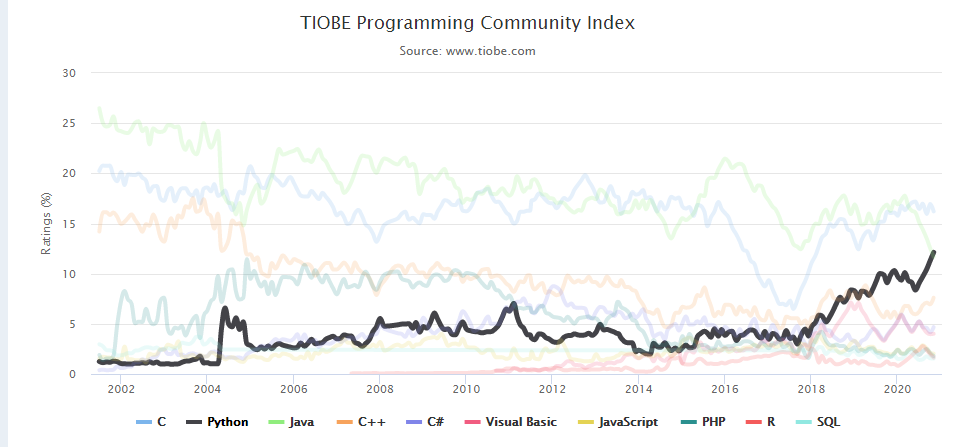 TIOBE Programming Community Index
Source: www.tiobe.com
30
25
20
15
10
5
0
Ratings (%)
2002 2004 2006 2008 2010 2012 2014 2016 2018 2020
C Python Java C++ C# Visual Basic JavaScript PHP R SQL